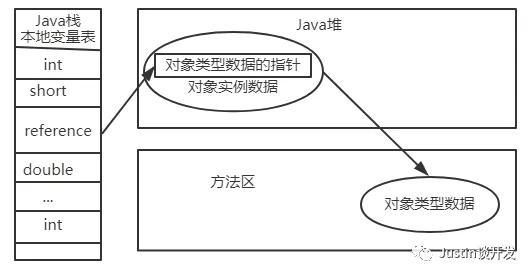 Java栈
本地变量表
int
short
reference
double
...
int
Java堆
对象类型数据的指针
对象实例数据
方法区
对象类型数据
Justin谈开发